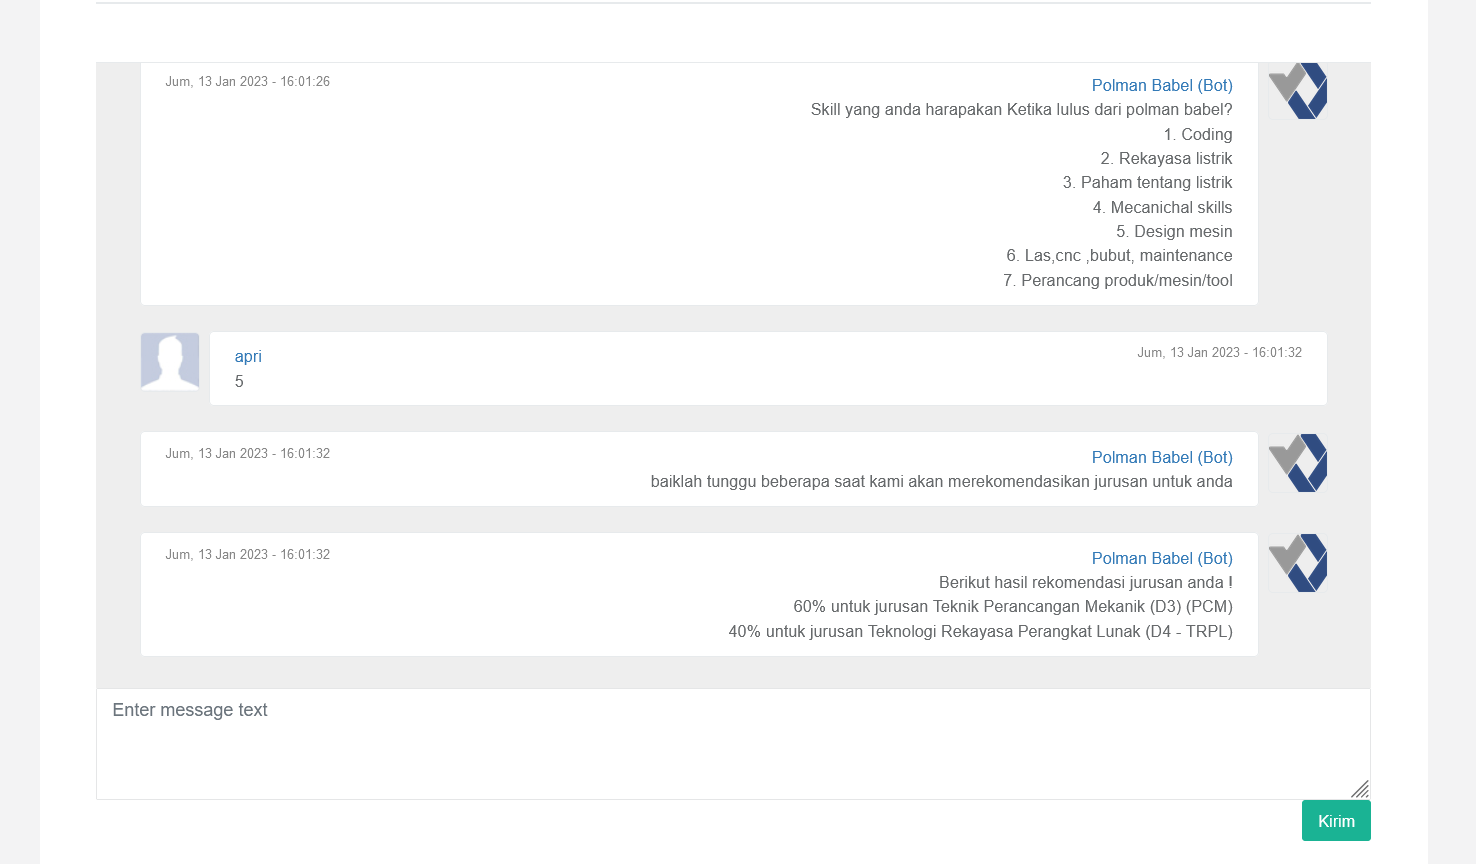 Jum, 13 Jan 2023 - 16:01:26
Polman Babel (Bot)
Skill yang anda harapakan Ketika lulus dari polman babel?
1. Coding
2. Rekayasa listrik
3. Paham tentang listrik
4. Mecanichal skills
5. Design mesin
6. Las,cnc ,bubut, maintenance
7. Perancang produk/mesin/tool
apri
Jum, 13 Jan 2023 - 16:01:32
5
Jum, 13 Jan 2023 - 16:01:32
Polman Babel (Bot)
baiklah tunggu beberapa saat kami akan merekomendasikan jurusan untuk anda
Jum, 13 Jan 2023 - 16:01:32
Polman Babel (Bot)
Berikut hasil rekomendasi jurusan anda !
60% untuk jurusan Teknik Perancangan Mekanik (D3) (PCM)
40% untuk jurusan Teknologi Rekayasa Perangkat Lunak (D4 - TRPL)
Enter message text
Kirim